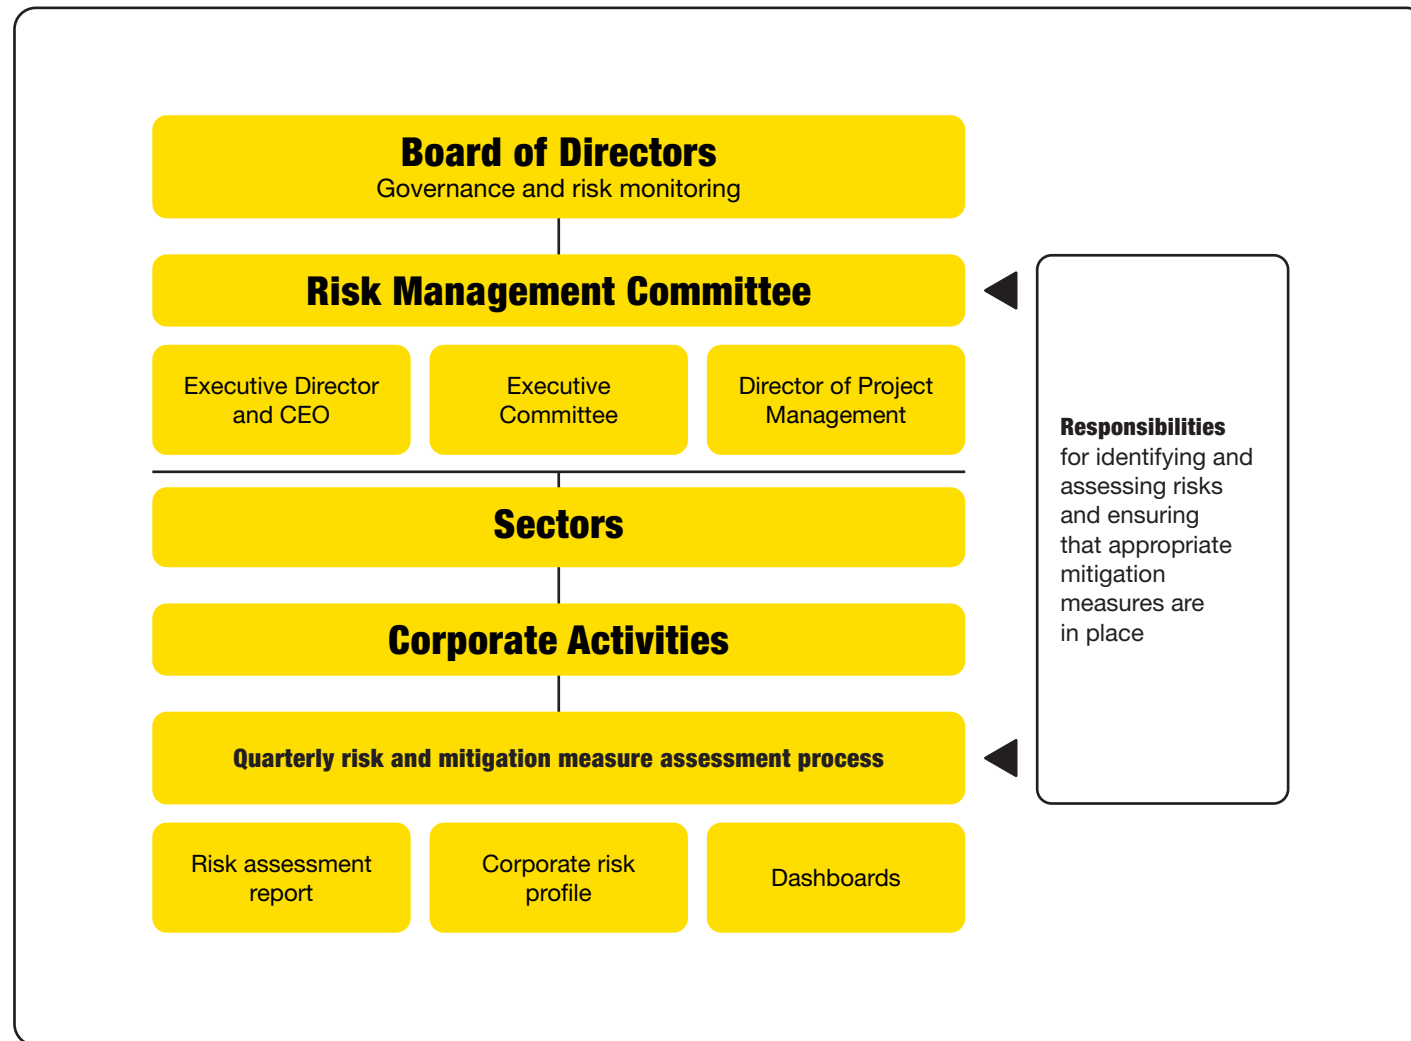 Board of Directors
Governance and risk monitoring
Risk Management Committee
Executive Director
and CEO
Executive
Committee
Director of Project
Management
Sectors
Corporate Activities
Quarterly risk and mitigation measure assessment process
Risk assessment
report
Corporate risk
profile
Dashboards
Responsibilities
for identifying and
assessing risks
and ensuring
that appropriate
mitigation
measures are
in place